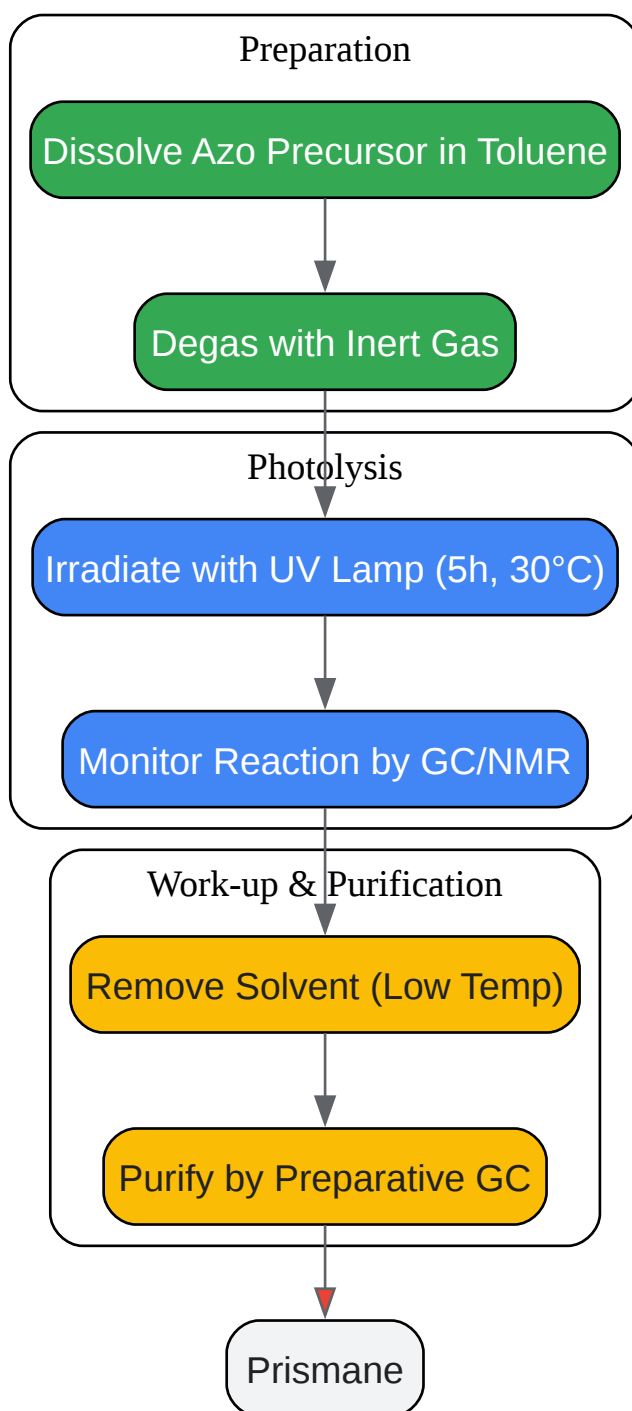 Preparation
Dissolve Azo Precursor in Toluene
Degas with Inert Gas
Photolysis
Irradiate with UV Lamp (5h, 30°C)
Monitor Reaction by GC/NMR
Work-up & Purification
Remove Solvent (Low Temp)
Purify by Preparative GC
Prismane